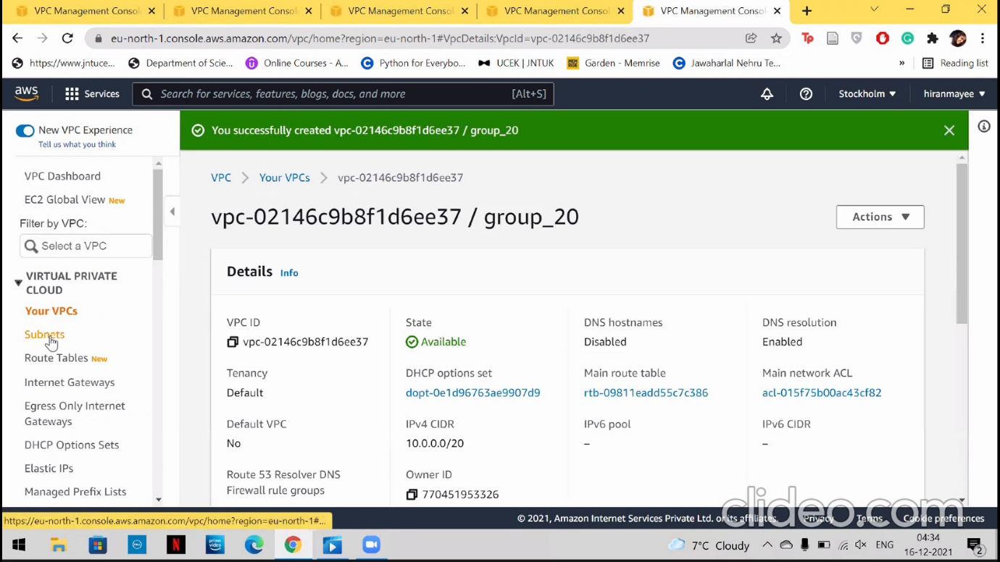 VPC Management Consol
VPC Management Consol
VPC Management Consol
VPC Management Consol
VPC Management Consol
eu-north-1.console.aws.amazon.com/vpc/home?region=eu-north-1#VpcDetails:VpcId=vpc-02146c9b8f1d6ee37
https://www.jntuce...
Department of Scie...
Online Courses - A...
Python for Everybo...
UCEK | JNTUK
Garden - Memrise
Jawaharlal Nehru Te...
»
Reading list
aws
Services
Search for services, features, blogs, docs, and more
[Alt+S]
Stockholm
hiranmayee
New VPC Experience
Tell us what you think
You successfully created vpc-02146c9b8f1d6ee37 / group_20
VPC Dashboard
EC2 Global View New
Filter by VPC:
Select a VPC
VIRTUAL PRIVATE
CLOUD
Your VPCs
Subnets
Route Tables New
Internet Gateways
Egress Only Internet
Gateways
DHCP Options Sets
Elastic IPs
Managed Prefix Lists
VPC > Your VPCs > vpc-02146c9b8f1d6ee37
vpc-02146c9b8f1d6ee37 / group_20
Actions
Details Info
VPC ID
vpc-02146c9b8f1d6ee37
State
Available
DNS hostnames
Disabled
DNS resolution
Enabled
Tenancy
Default
DHCP options set
dopt-0e1d96763ae9907d9
Main route table
rtb-09811eadd55c7c386
Main network ACL
acl-015f75b00ac43cf82
Default VPC
No
IPv4 CIDR
10.0.0.0/20
IPv6 pool
–
IPv6 CIDR
–
Route 53 Resolver DNS
Firewall rule groups
Owner ID
770451953326
clideo.com
https://eu-north-1.console.aws.amazon.com/vpc/home?region=eu-north-1#...
© 2021, Amazon Internet Services Private Ltd. or its affiliates.
Privacy
Terms
Cookie preferences
DELL
N
prime video
7°C Cloudy
ENG
04:34
16-12-2021
2